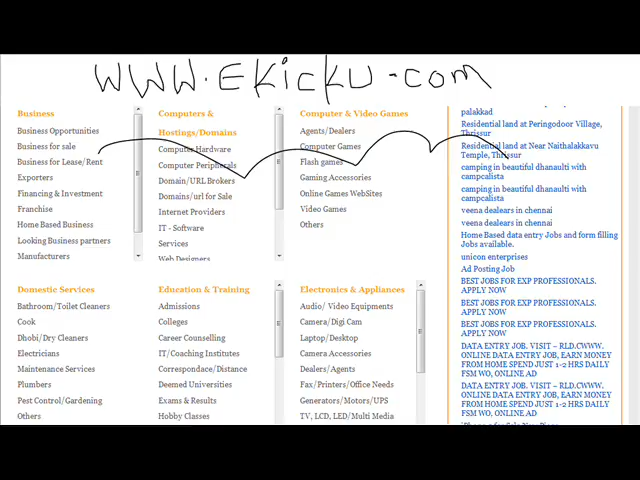 www.Ekicku.com
Business
Business Opportunities
Business for sale
Business for Lease/Rent
Exporters
Financing & Investment
Franchise
Home Based Business
Looking Business partners
Manufacturers
Computers &
Hostings/Domains
Computer Hardware
Computer Peripherals
Domain/URL Brokers
Domains/url for Sale
Internet Providers
IT - Software
Services
Web Designers
Computer & Video Games
Agents/Dealers
Computer Games
Flash games
Gaming Accessories
Online Games WebSites
Video Games
Others
palakkad
Residential land at Peringodoor Village,
Thrissur
Residential land at Near Naithalakkavu
Temple, Thrissur
camping in beautiful dhanaulti with
campcalista
camping in beautiful dhanaulti with
campcalista
veena dealears in chennai
veena dealears in chennai
Home Based data entry Jobs and form filling
Jobs available.
unicon enterprises
Ad Posting Job
BEST JOBS FOR EXP PROFESSIONALS.
APPLY NOW
BEST JOBS FOR EXP PROFESSIONALS.
APPLY NOW
BEST JOBS FOR EXP PROFESSIONALS.
APPLY NOW
DATA ENTRY JOB. VISIT – RLD.CWWW.
ONLINE DATA ENTRY JOB, EARN MONEY
FROM HOME SPEND JUST 1-2 HRS DAILY
FSM WO, ONLINE AD
DATA ENTRY JOB. VISIT – RLD.CWWW.
ONLINE DATA ENTRY JOB, EARN MONEY
FROM HOME SPEND JUST 1-2 HRS DAILY
FSM WO, ONLINE AD
Domestic Services
Bathroom/Toilet Cleaners
Cook
Dhobi/Dry Cleaners
Electricians
Maintenance Services
Plumbers
Pest Control/Gardening
Others
Education & Training
Admissions
Colleges
Career Counselling
IT/Coaching Institutes
Correspondace/Distance
Deemed Universities
Exams & Results
Hobby Classes
Electronics & Appliances
Audio/ Video Equipments
Camera/Digi Cam
Laptop/Desktop
Camera Accessories
Dealers/Agents
Fax/Printers/Office Needs
Generators/Motors/UPS
TV, LCD, LED/Multi Media